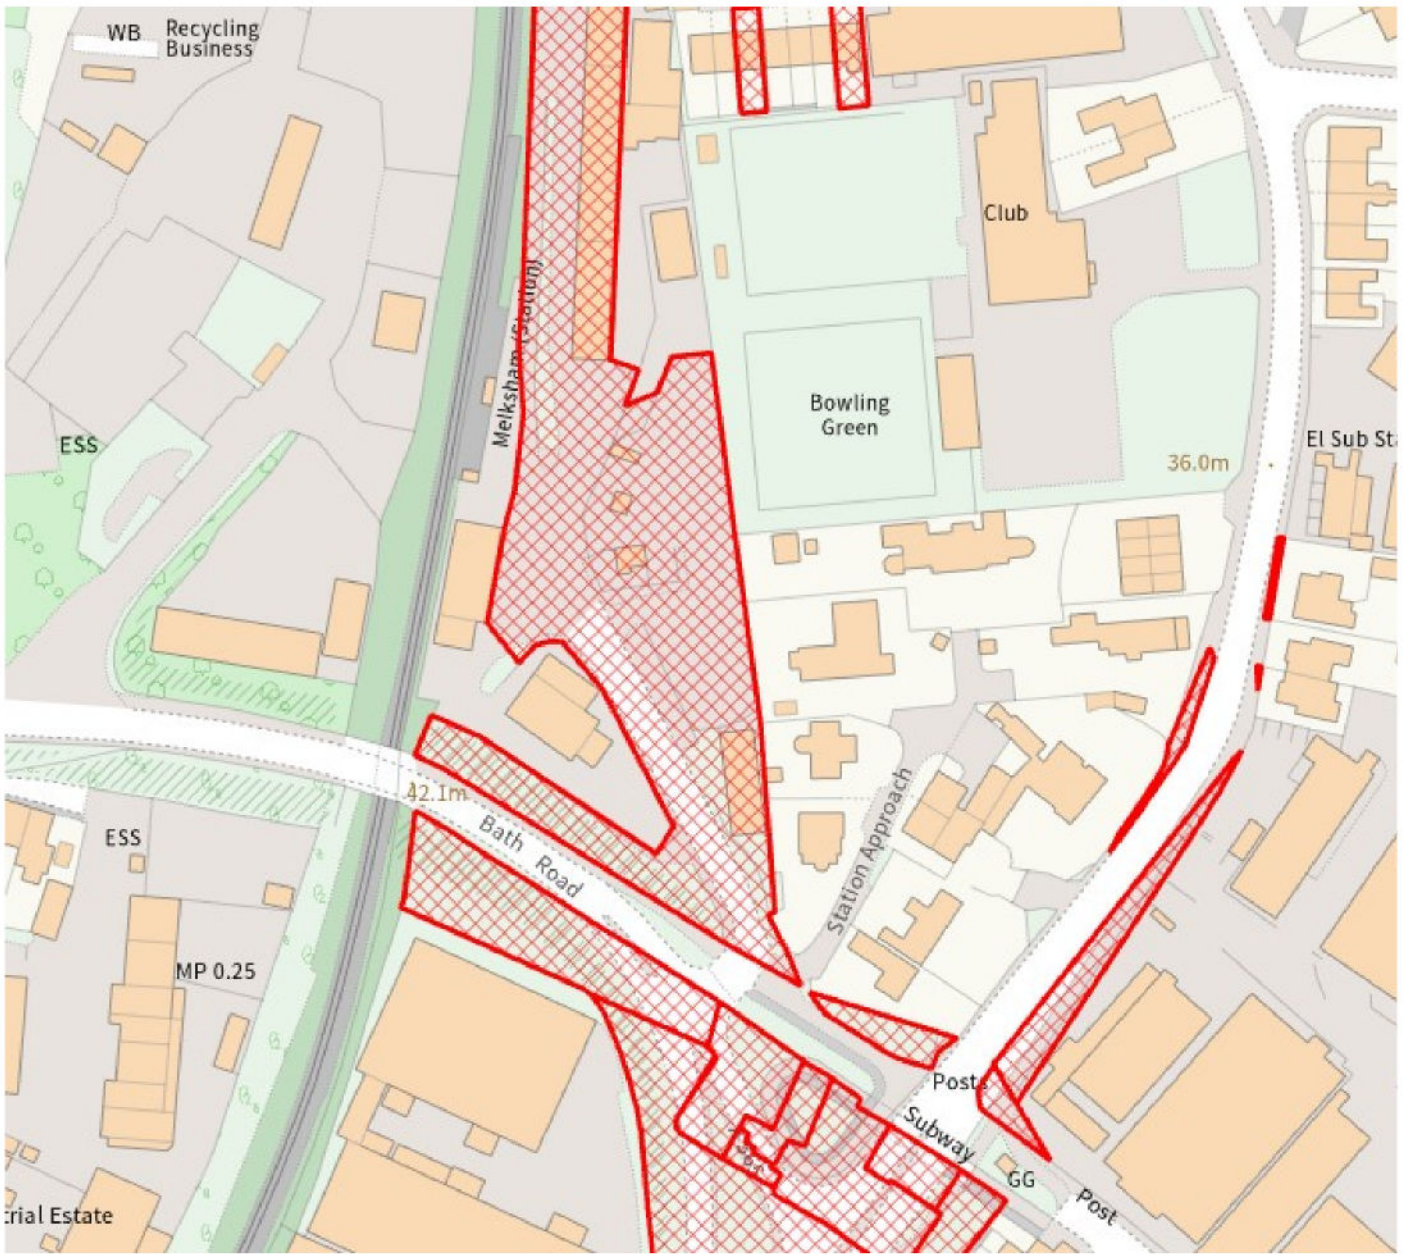 WB
Recycling
Business
Club
Melksham (Station)
Bowling
Green
ESS
36.0m
El Sub St
42.1m
Bath Road
ESS
Station Approach
MP 0.25
Posts
Subway
GG
Post
trial Estate